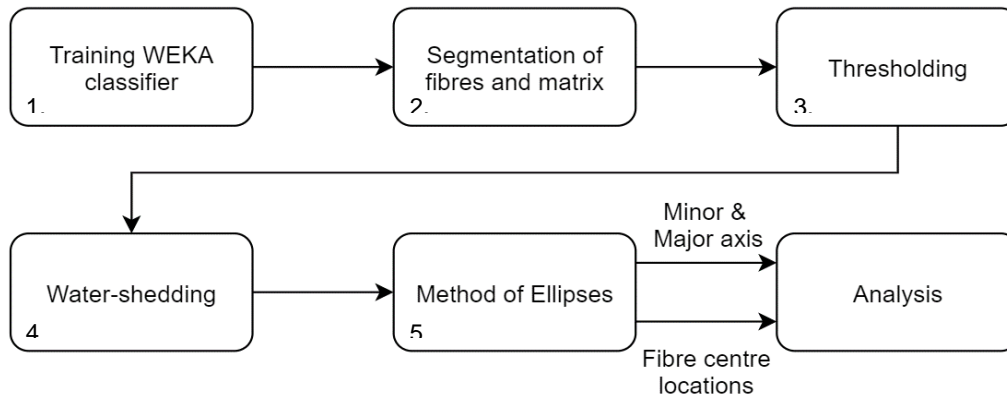 Training WEKA
classifier
1.
Segmentation of
fibres and matrix
2.
Thresholding
3.
Water-shedding
4
Method of Ellipses
5
Minor &
Major axis
Fibre centre
locations
Analysis